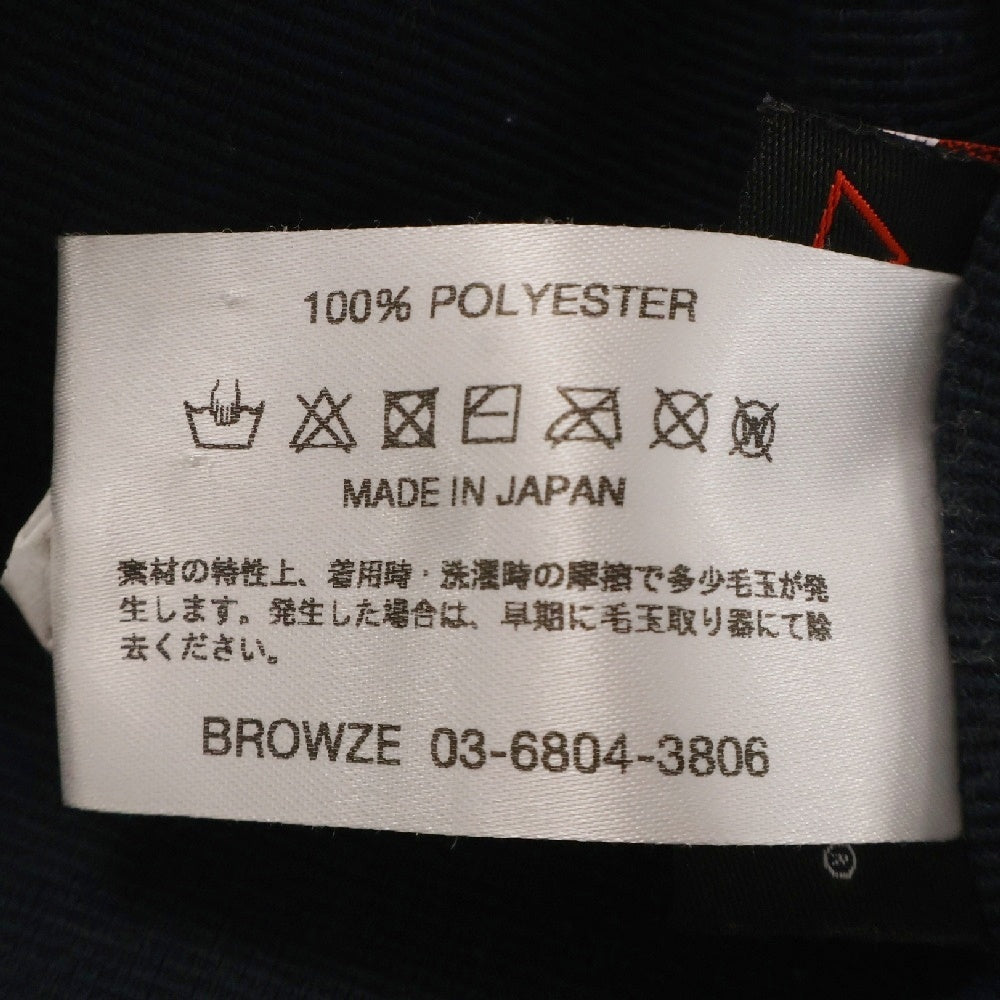 100% POLYESTER
W
MADE IN JAPAN
素材の特性上、着用時・洗濯時の摩擦で多少毛玉が発
生します。発生した場合は、早期に毛玉取り器にて除
去ください。
BROWZE 03-6804-3806